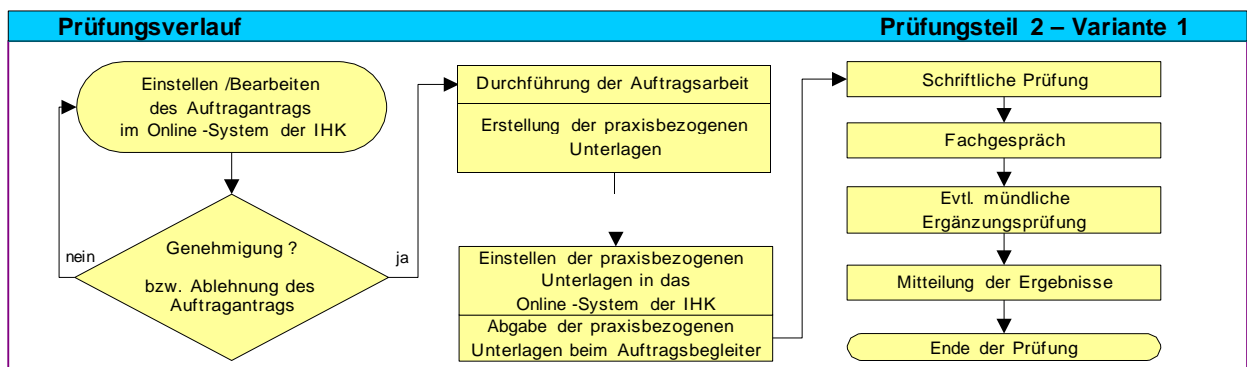 Prüfungsverlauf
Prüfungsteil 2 – Variante 1
Einstellen /Bearbeiten
des Auftragantrags
im Online -System der IHK
nein
Genehmigung ?
ja
bzw. Ablehnung des
Auftragantrags
Durchführung der Auftragsarbeit
Erstellung der praxisbezogenen
Unterlagen
Einstellen der praxisbezogenen
Unterlagen in das
Online -System der IHK
Abgabe der praxisbezogenen
Unterlagen beim Auftragsbegleiter
Schriftliche Prüfung
Fachgespräch
Evtl. mündliche
Ergänzungsprüfung
Mitteilung der Ergebnisse
Ende der Prüfung